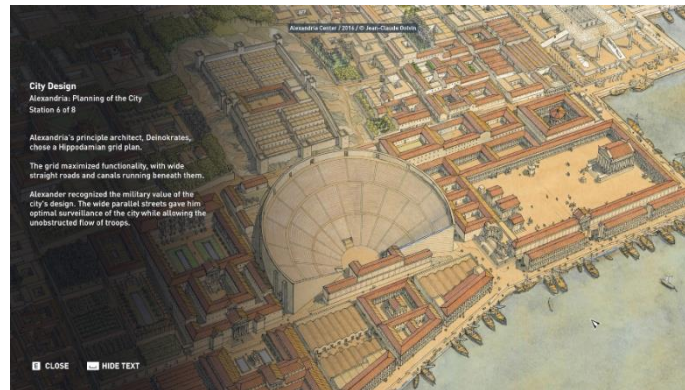 Alexandria Center / 2016 / © Jean-Claude Golvin
City Design
Alexandria: Planning of the City
Station 6 of 8
Alexandria's principle architect, Deinokrates,
chose a Hippodamian grid plan.
The grid maximized functionality, with wide
straight roads and canals running beneath them.
Alexander recognized the military value of the
city's design. The wide parallel streets gave him
optimal surveillance of the city while allowing the
unobstructed flow of troops.
E CLOSE
HIDE TEXT